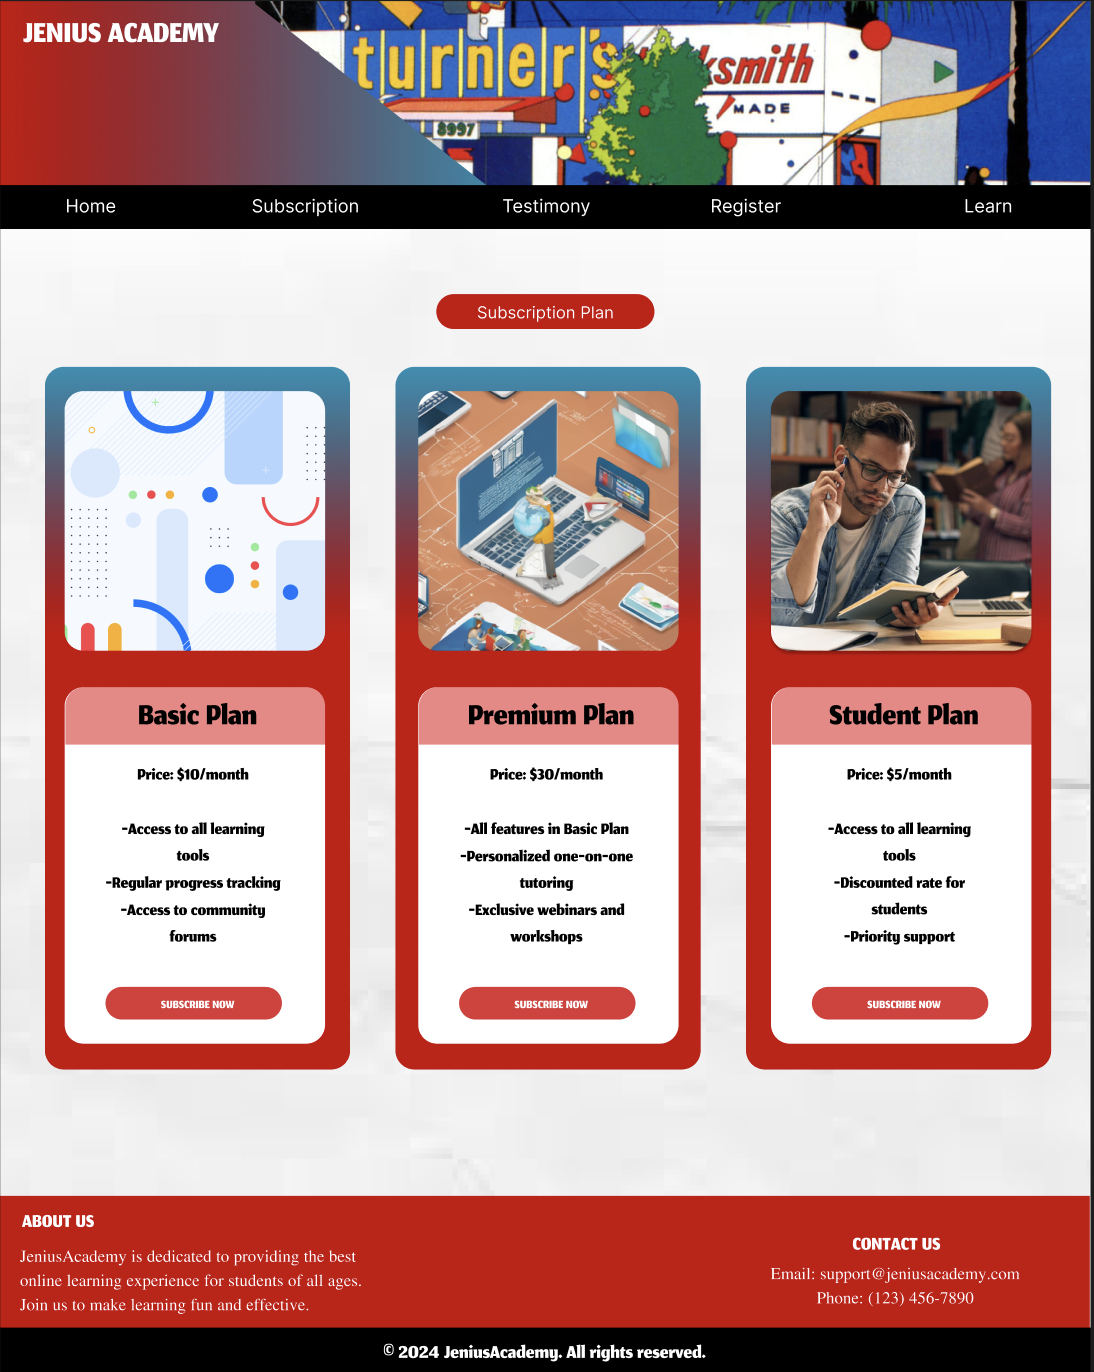 JENIUS ACADEMY
turner's
cksmith
MADE
8997
Home Subscription Testimony Register Learn
Subscription Plan
Basic Plan
Price: $10/month
-Access to all learning
tools
-Regular progress tracking
-Access to community
forums
SUBSCRIBE NOW
Premium Plan
Price: $30/month
-All features in Basic Plan
-Personalized one-on-one
tutoring
-Exclusive webinars and
workshops
SUBSCRIBE NOW
Student Plan
Price: $5/month
-Access to all learning
tools
-Discounted rate for
students
-Priority support
SUBSCRIBE NOW
ABOUT US
JeniusAcademy is dedicated to providing the best
online learning experience for students of all ages.
Join us to make learning fun and effective.
CONTACT US
Email: support@jeniusacademy.com
Phone: (123) 456-7890
© 2024 JeniusAcademy. All rights reserved.